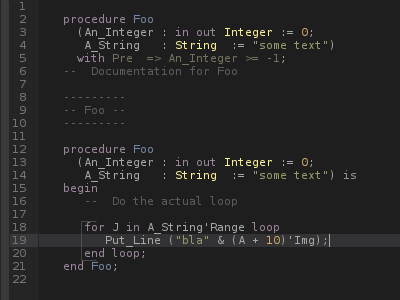 1
2 procedure Foo
3 (An_Integer : in out Integer := 0;
4 A_String : String := "some text")
5 with Pre => An_Integer >= -1;
6 -- Documentation for Foo
7
8 ---------
9 -- Foo --
10 ---------
11
12 procedure Foo
13 (An_Integer : in out Integer := 0;
14 A_String : String := "some text") is
15 begin
16 -- Do the actual loop
17
18 for J in A_String'Range loop
19 Put_Line ("bla" & (A + 10)'Img);
20 end loop;
21 end Foo;
22